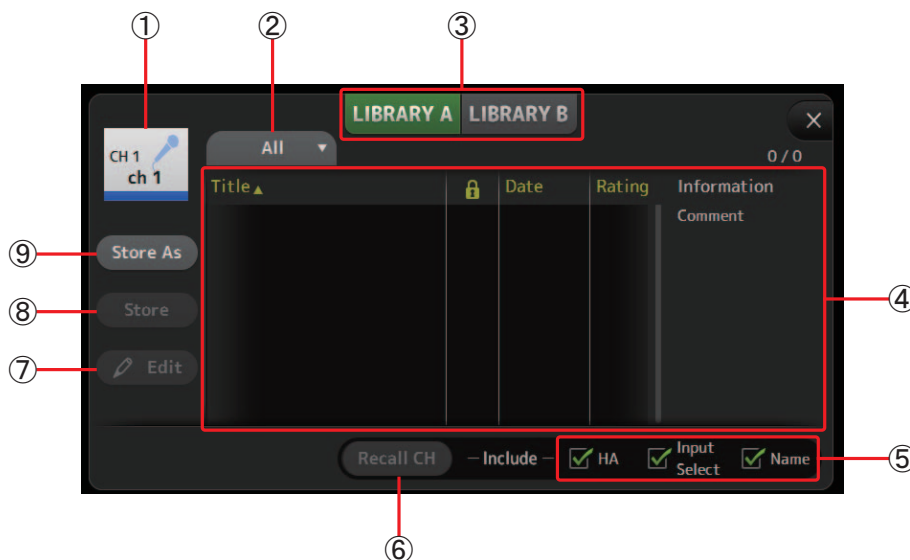 ① ② ③
LIBRARY A LIBRARY B
CH 1
ch 1
All
0 / 0
Title Date Rating Information
Comment
⑨ Store As
④
⑧ Store
⑦ Edit
Recall CH Include HA Input Select Name ⑤
⑥